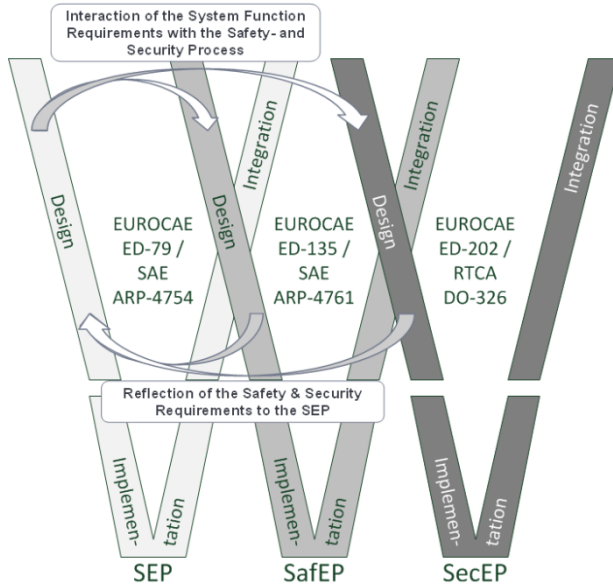 Interaction of the System Function
Requirements with the Safety- and
Security Process
Design
Integration
Design
Integration
Design
Integration
EUROCAE
ED-79 /
SAE
ARP-4754
EUROCAE
ED-135 /
SAE
ARP-4761
EUROCAE
ED-202 /
RTCA
DO-326
Reflection of the Safety & Security
Requirements to the SEP
Implemen-
tation
Implemen-
tation
Implemen-
tation
SEP
SafEP
SecEP